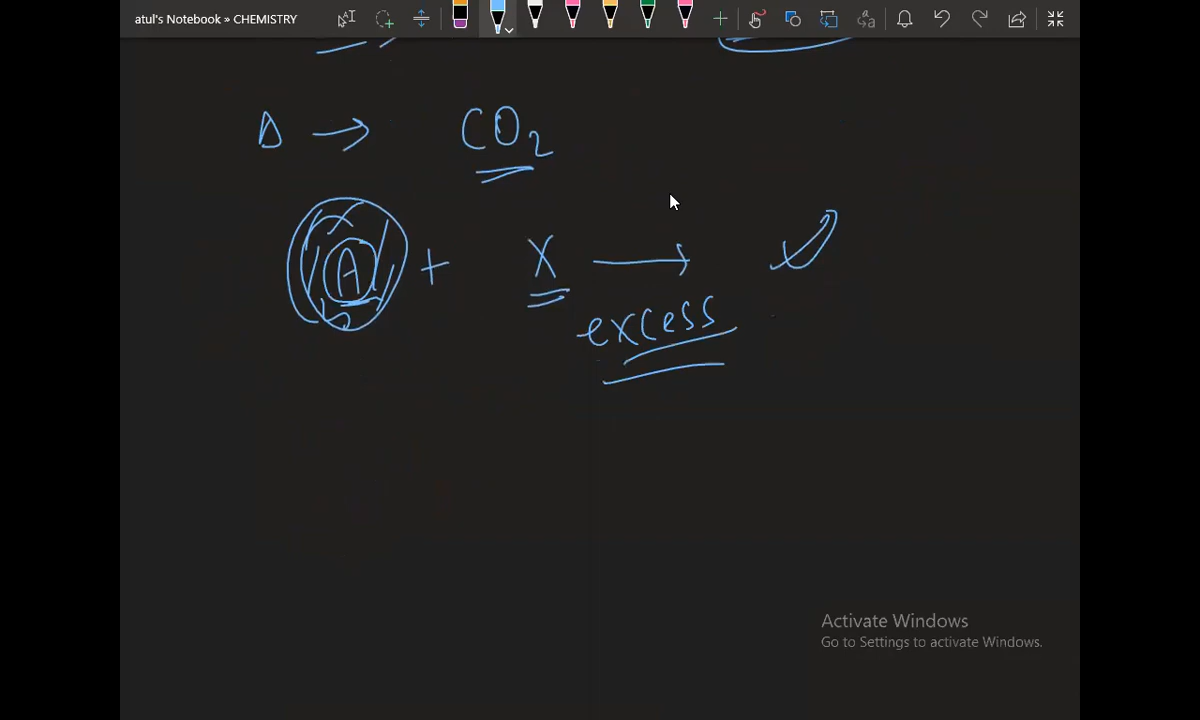 atul's Notebook » CHEMISTRY
Δ → CO₂
A + X →
excess
Activate Windows
Go to Settings to activate Windows.